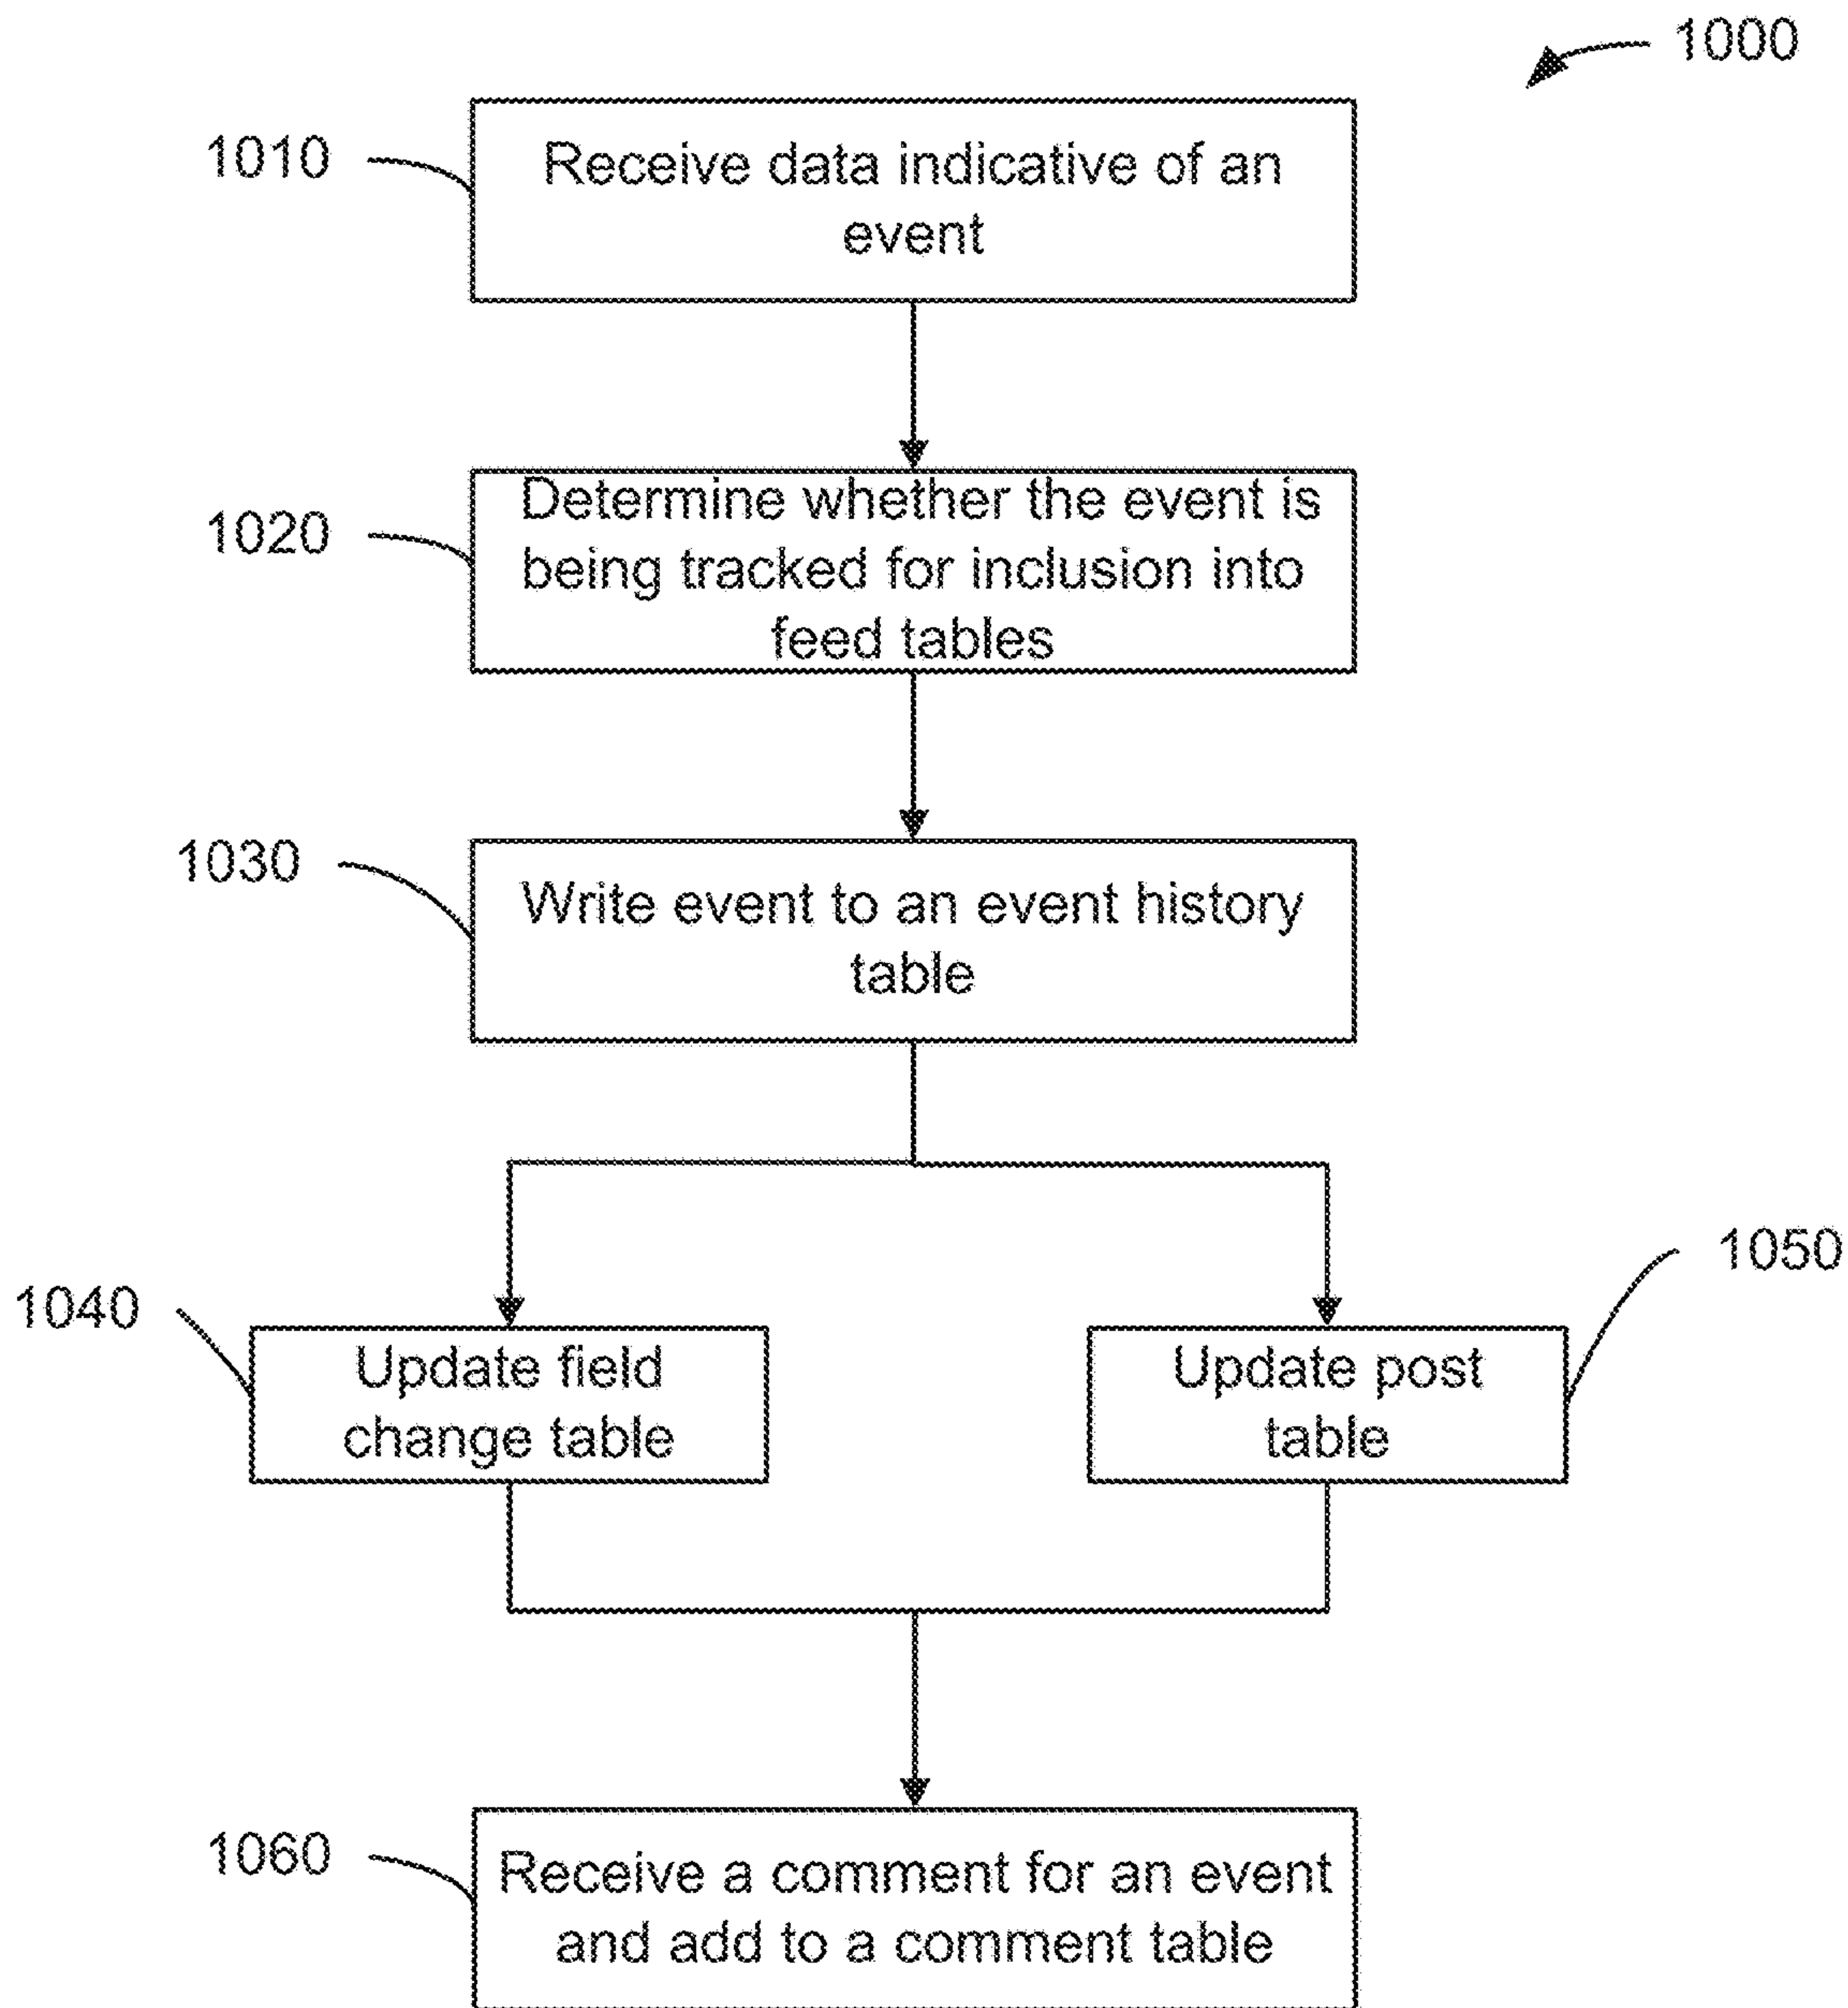 1000
1010
Receive data indicative of an
event
1020
Determine whether the event is
being tracked for inclusion into
feed tables
1030
Write event to an event history
table
1040
Update field
change table
1050
Update post
table
1060
Receive a comment for an event
and add to a comment table